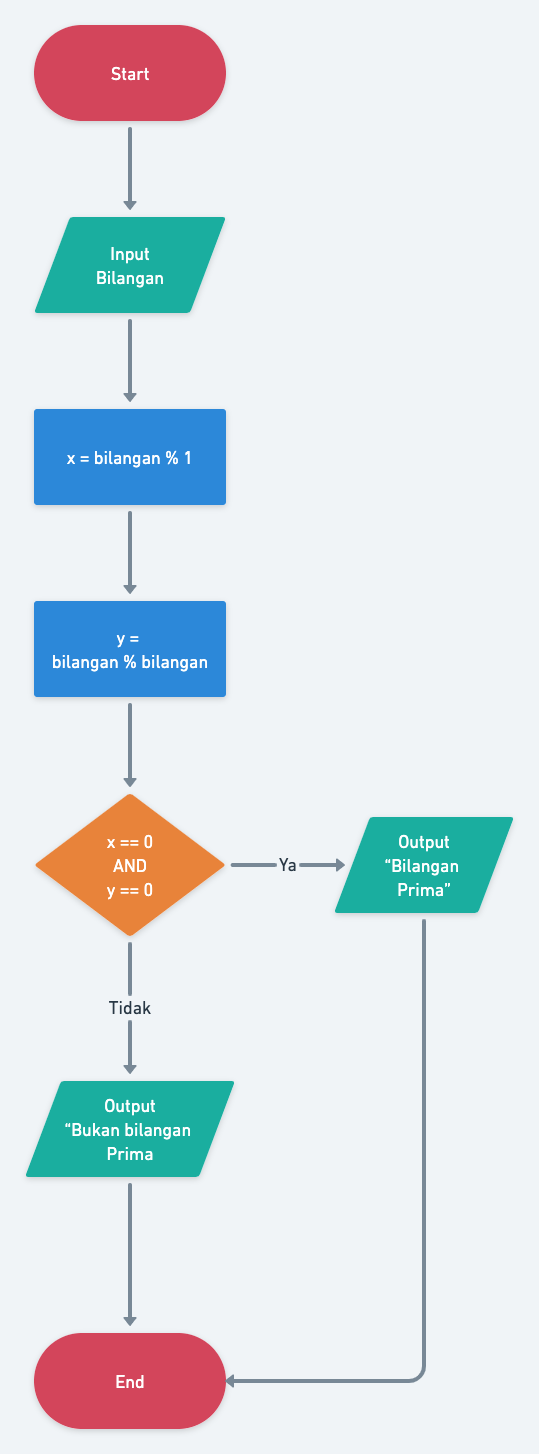 Start
Input
Bilangan
x = bilangan % 1
y =
bilangan % bilangan
x == 0
AND
y == 0
Ya
Output
“Bilangan
Prima”
Tidak
Output
“Bukan bilangan
Prima
End